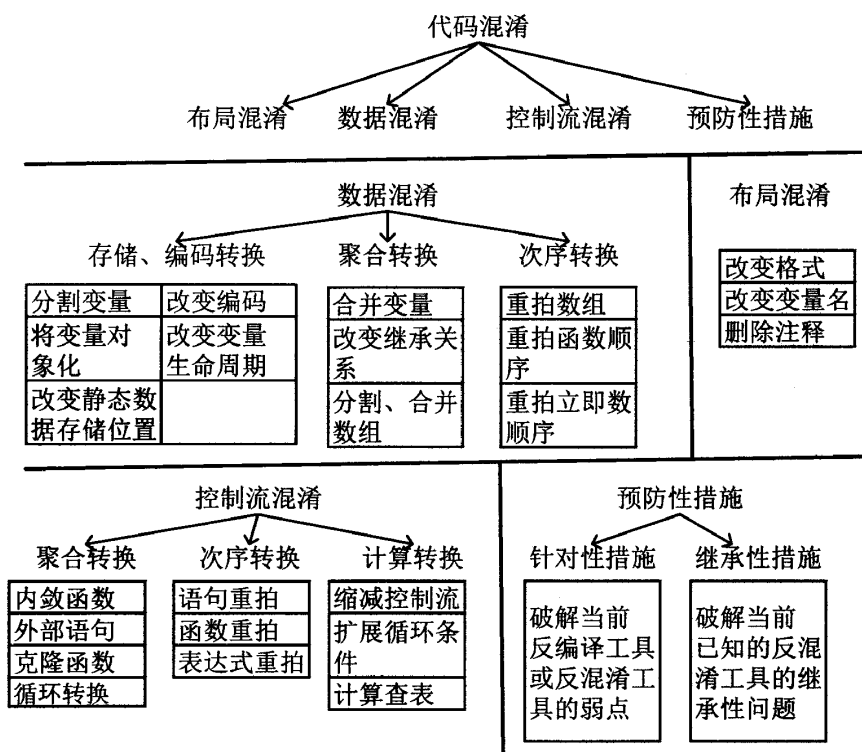 代码混淆
布局混淆 数据混淆 控制流混淆 预防性措施
数据混淆
存储、编码转换 聚合转换 次序转换
分割变量 改变编码
将变量对象化 改变变量生命周期
改变静态数据存储位置
合并变量
改变继承关系
分割、合并数组
重拍数组
重拍函数顺序
重拍立即数顺序
布局混淆
改变格式
改变变量名
删除注释
控制流混淆
聚合转换 次序转换 计算转换
内敛函数
外部语句
克隆函数
循环转换
语句重拍
函数重拍
表达式重拍
缩减控制流
扩展循环条件
计算查表
预防性措施
针对性措施 继承性措施
破解当前
反编译工具
或反混淆工
具的弱点
破解当前
已知的反混
淆工具的继
承性问题